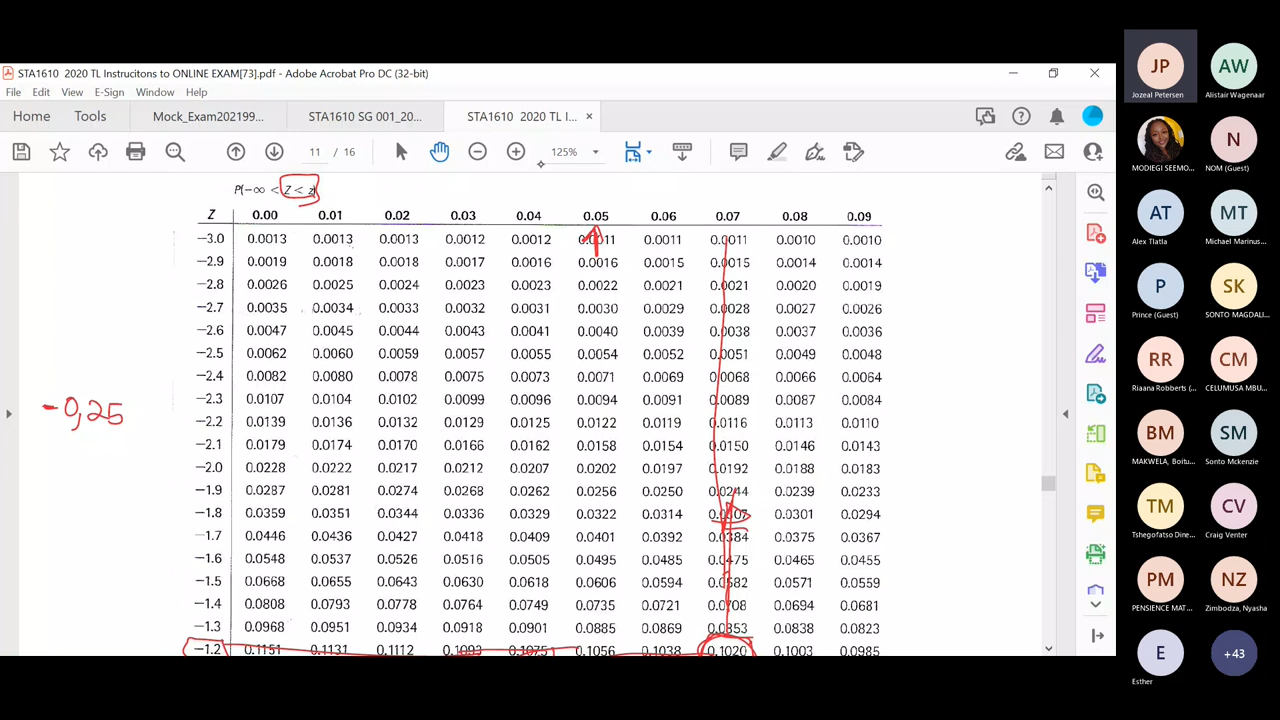 STA1610 2020 TL Instrucitons to ONLINE EXAM[73].pdf - Adobe Acrobat Pro DC (32-bit)
File Edit View E-Sign Window Help
Home Tools Mock_Exam202199... STA1610 SG 001_20... STA1610 2020 TL I... ×
11 / 16 125%
P(-∞ < Z < z)
Z 0.00 0.01 0.02 0.03 0.04 0.05 0.06 0.07 0.08 0.09
−3.0 0.0013 0.0013 0.0013 0.0012 0.0012 0.0011 0.0011 0.0011 0.0010 0.0010
−2.9 0.0019 0.0018 0.0018 0.0017 0.0016 0.0016 0.0015 0.0015 0.0014 0.0014
−2.8 0.0026 0.0025 0.0024 0.0023 0.0023 0.0022 0.0021 0.0021 0.0020 0.0019
−2.7 0.0035 0.0034 0.0033 0.0032 0.0031 0.0030 0.0029 0.0028 0.0027 0.0026
−2.6 0.0047 0.0045 0.0044 0.0043 0.0041 0.0040 0.0039 0.0038 0.0037 0.0036
−2.5 0.0062 0.0060 0.0059 0.0057 0.0055 0.0054 0.0052 0.0051 0.0049 0.0048
−2.4 0.0082 0.0080 0.0078 0.0075 0.0073 0.0071 0.0069 0.0068 0.0066 0.0064
−2.3 0.0107 0.0104 0.0102 0.0099 0.0096 0.0094 0.0091 0.0089 0.0087 0.0084
-0,25
−2.2 0.0139 0.0136 0.0132 0.0129 0.0125 0.0122 0.0119 0.0116 0.0113 0.0110
−2.1 0.0179 0.0174 0.0170 0.0166 0.0162 0.0158 0.0154 0.0150 0.0146 0.0143
−2.0 0.0228 0.0222 0.0217 0.0212 0.0207 0.0202 0.0197 0.0192 0.0188 0.0183
−1.9 0.0287 0.0281 0.0274 0.0268 0.0262 0.0256 0.0250 0.0244 0.0239 0.0233
−1.8 0.0359 0.0351 0.0344 0.0336 0.0329 0.0322 0.0314 0.0307 0.0301 0.0294
−1.7 0.0446 0.0436 0.0427 0.0418 0.0409 0.0401 0.0392 0.0384 0.0375 0.0367
−1.6 0.0548 0.0537 0.0526 0.0516 0.0505 0.0495 0.0485 0.0475 0.0465 0.0455
−1.5 0.0668 0.0655 0.0643 0.0630 0.0618 0.0606 0.0594 0.0582 0.0571 0.0559
−1.4 0.0808 0.0793 0.0778 0.0764 0.0749 0.0735 0.0721 0.0708 0.0694 0.0681
−1.3 0.0968 0.0951 0.0934 0.0918 0.0901 0.0885 0.0869 0.0853 0.0838 0.0823
−1.2 0.1151 0.1131 0.1112 0.1093 0.1075 0.1056 0.1038 0.1020 0.1003 0.0985
JP AW
Jozeal Petersen Alistair Wagenaar
N
MODIEGI SEEMO... NOM (Guest)
AT MT
Alex Tlatla Michael Marinus...
P SK
Prince (Guest) SONTO MAGDALI...
RR CM
Riaana Robberts (... CELUMUSA MBU...
BM SM
MAKWELA, Boitu... Sonto Mckenzie
TM CV
Tshegofatso Dire... Craig Venter
PM NZ
PENSIENCE MAT... Zimbodza, Nyasha
E +43
Esther